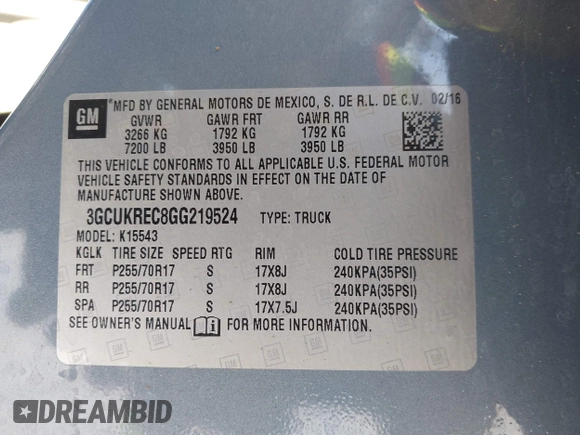 GM
*MFD BY GENERAL MOTORS DE MEXICO, S. DE R.L. DE C.V. 02/16
GVWR GAWR FRT GAWR RR
3266 KG 1792 KG 1792 KG
7200 LB 3950 LB 3950 LB
THIS VEHICLE CONFORMS TO ALL APPLICABLE U.S. FEDERAL MOTOR
VEHICLE SAFETY STANDARDS IN EFFECT ON THE DATE OF
MANUFACTURE SHOWN ABOVE.
3GCUKREC8GG219524 TYPE: TRUCK
MODEL: K15543
KGLK TIRE SIZE SPEED RTG RIM COLD TIRE PRESSURE
FRT P255/70R17 S 17X8J 240KPA(35PSI)
RR P255/70R17 S 17X8J 240KPA(35PSI)
SPA P255/70R17 S 17X7.5J 240KPA(35PSI)
SEE OWNER'S MANUAL i FOR MORE INFORMATION.
DREAMBID